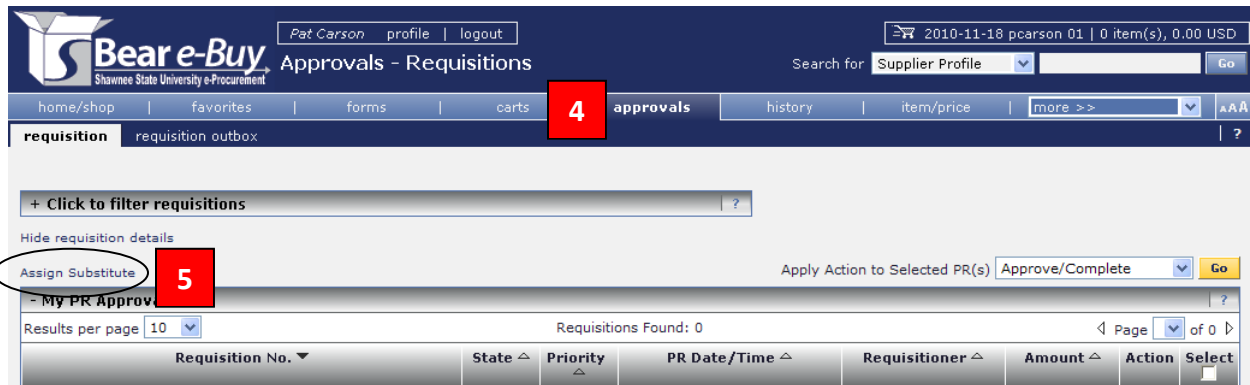 Pat Carson profile | logout
2010-11-18 pcarson 01 | 0 item(s), 0.00 USD
Bear e-Buy
Shawnee State University e-Procurement
Approvals - Requisitions
Search for Supplier Profile Go
home/shop | favorites | forms | carts 4 approvals history | item/price | more >> AAA
requisition requisition outbox | ?
+ Click to filter requisitions | ?
Hide requisition details
Assign Substitute 5 Apply Action to Selected PR(s) Approve/Complete Go
- My PR Approva | ?
Results per page 10 Requisitions Found: 0 Page of 0
Requisition No. State Priority PR Date/Time Requisitioner Amount Action Select